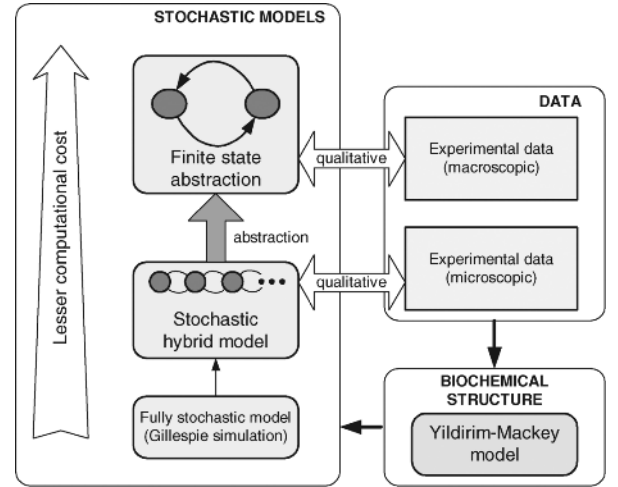 STOCHASTIC MODELS
Lesser computational cost
Finite state
abstraction
abstraction
Stochastic
hybrid model
Fully stochastic model
(Gillespie simulation)
qualitative
qualitative
DATA
Experimental data
(macroscopic)
Experimental data
(microscopic)
BIOCHEMICAL
STRUCTURE
Yildirim-Mackey
model